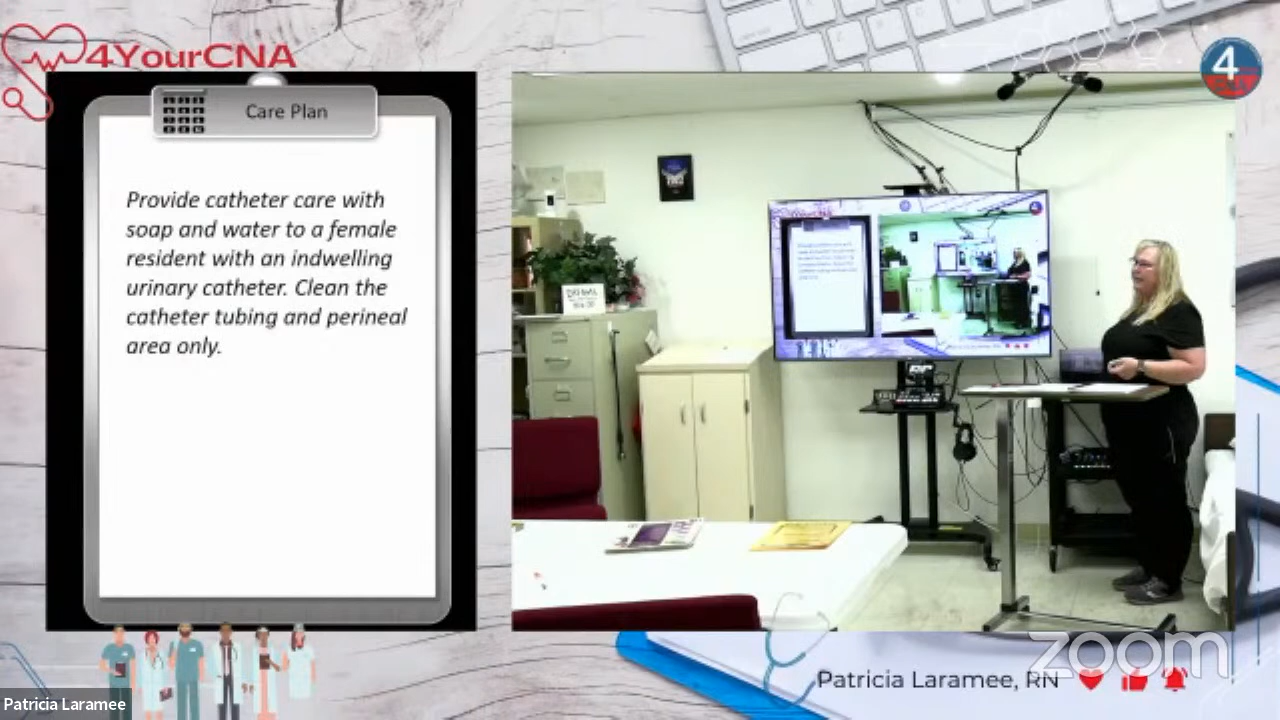 4YourCNA
4
Care Plan
Provide catheter care with
soap and water to a female
resident with an indwelling
urinary catheter. Clean the
catheter tubing and perineal
area only.
zoom
Patricia Laramee, RN
Patricia Laramee